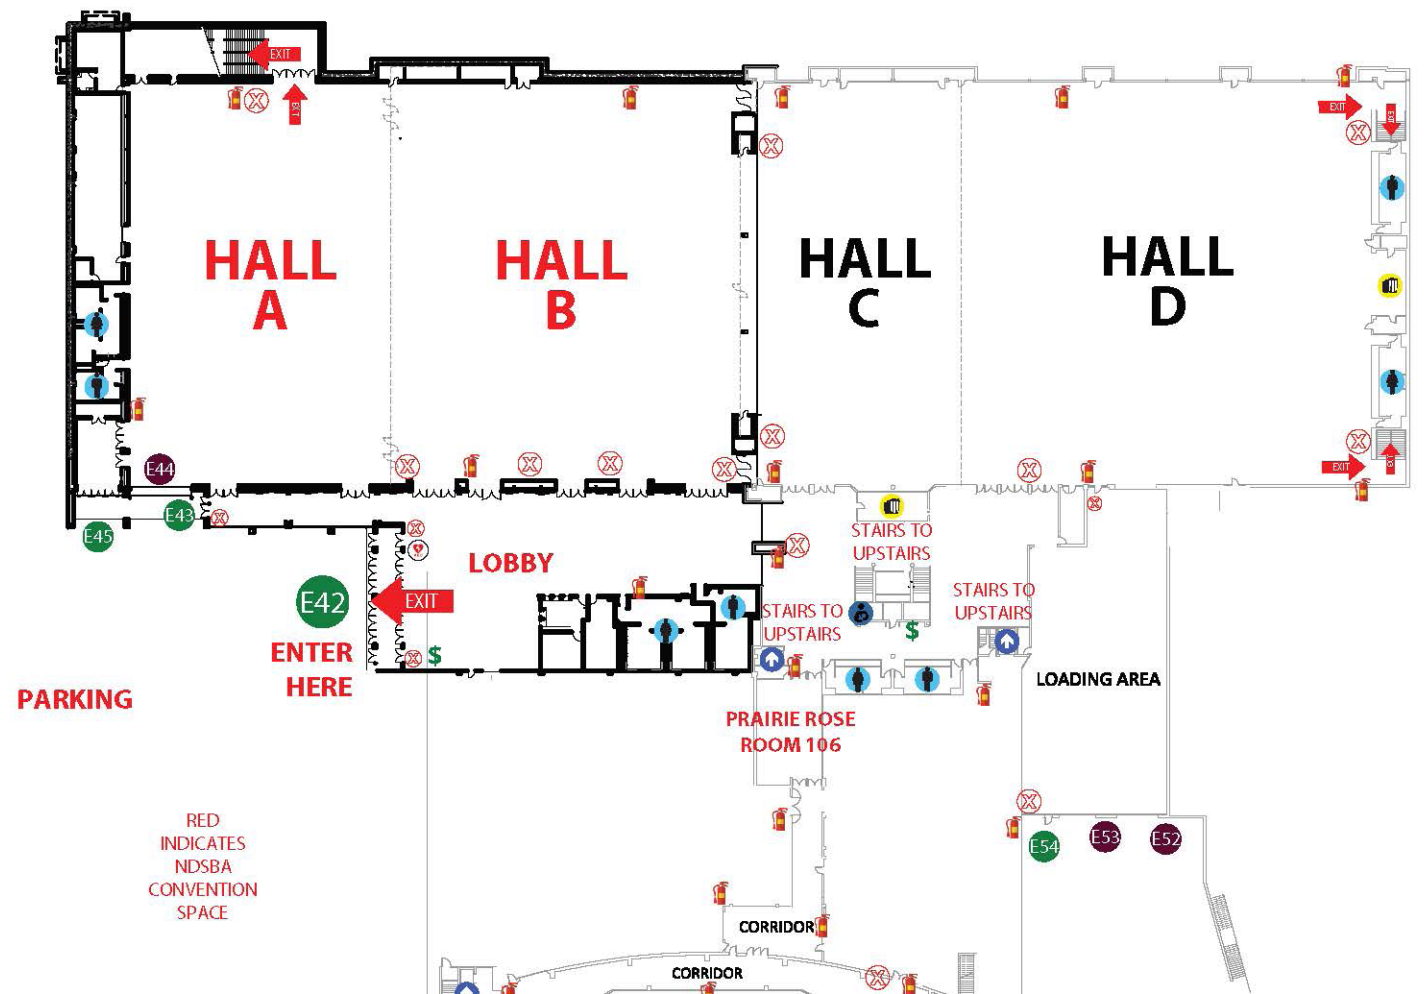 EXIT
EXIT
EXIT
EXIT
HALL
A
HALL
B
HALL
C
HALL
D
E44
E43
E45
EXIT
EXIT
STAIRS TO
UPSTAIRS
LOBBY
E42
EXIT
STAIRS TO
UPSTAIRS
STAIRS TO
UPSTAIRS
$
$
ENTER
HERE
PARKING
LOADING AREA
PRAIRIE ROSE
ROOM 106
RED
INDICATES
NDSBA
CONVENTION
SPACE
E54
E53
E52
CORRIDOR
CORRIDOR